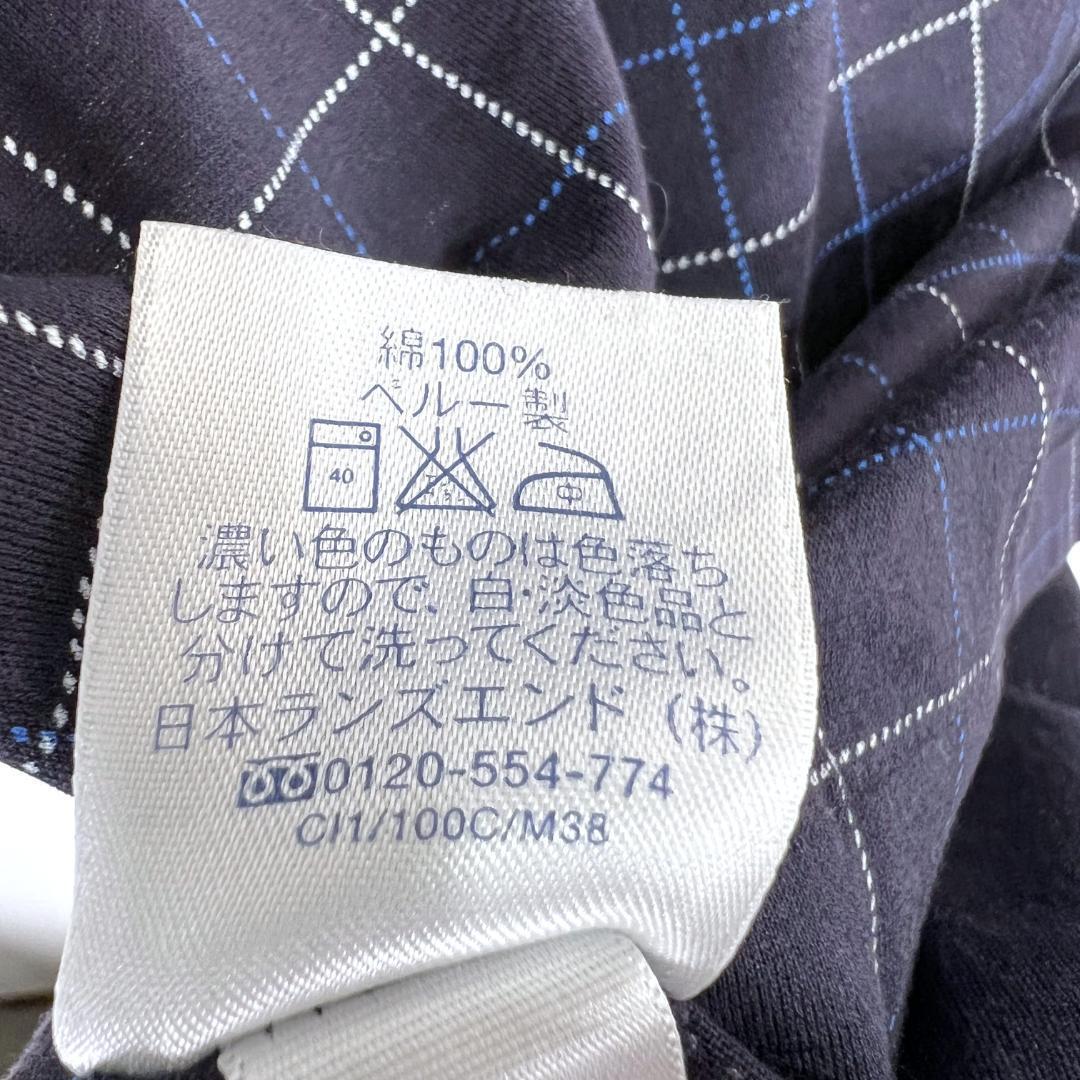 綿100%
ペルー製
40 中
濃い色のものは色落ち
しますので、白・淡色品と
分けて洗ってください。
日本ランズエンド(株)
0120-554-774
C/1/100C/M38